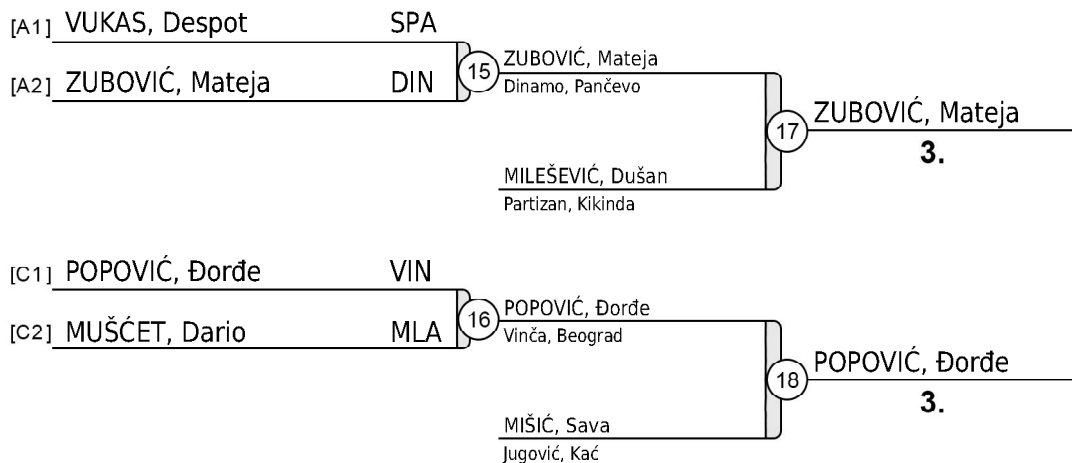 [A1] VUKAS, Despot SPA
[A2] ZUBOVIĆ, Mateja DIN
15
ZUBOVIĆ, Mateja
Dinamo, Pančevo
17
ZUBOVIĆ, Mateja
3.
MILEŠEVIĆ, Dušan
Partizan, Kikinda
[C1] POPOVIĆ, Đorđe VIN
[C2] MUŠĆET, Dario MLA
16
POPOVIĆ, Đorđe
Vinča, Beograd
18
POPOVIĆ, Đorđe
3.
MIŠIĆ, Sava
Jugović, Kać